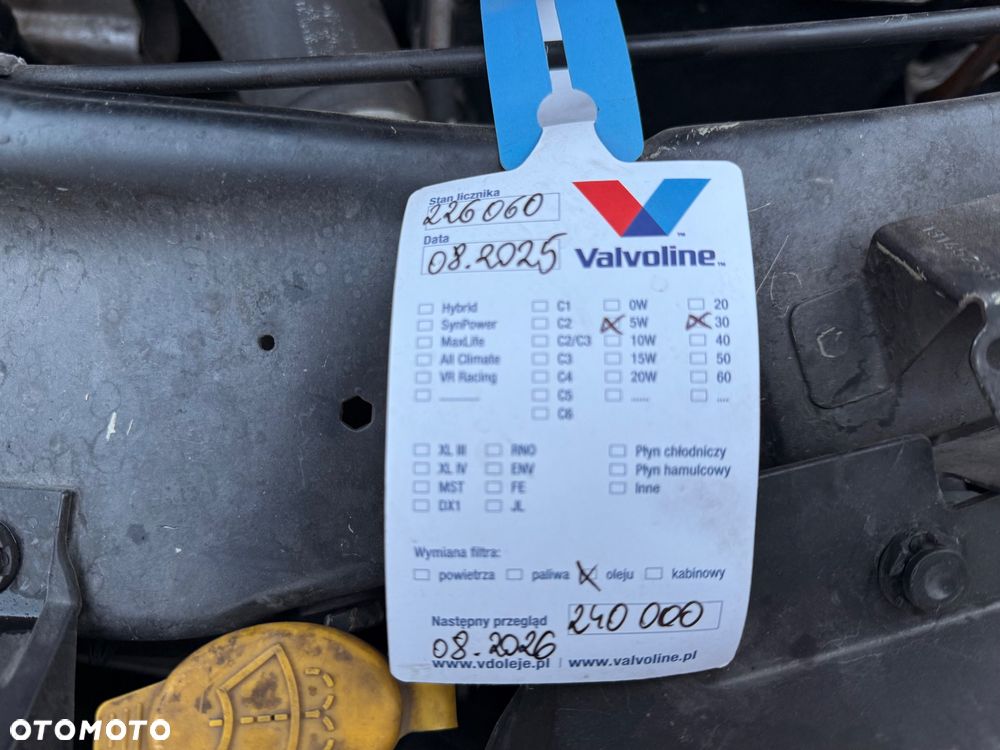 Stan licznika
226060
Data
08.2025
Valvoline™
Hybrid C1 0W 20
SynPower C2 5W 30
MaxLife C2/C3 10W 40
All Climate C3 15W 50
VR Racing C4 20W 60
C5 ..... ....
C6
XL III RNO Płyn chłodniczy
XL IV ENV Płyn hamulcowy
MST FE Inne
DX1 JL
Wymiana filtra:
powietrza paliwa oleju kabinowy
Następny przegląd 240 000
08.2026
www.vdoleje.pl | www.valvoline.pl
OTOMOTO